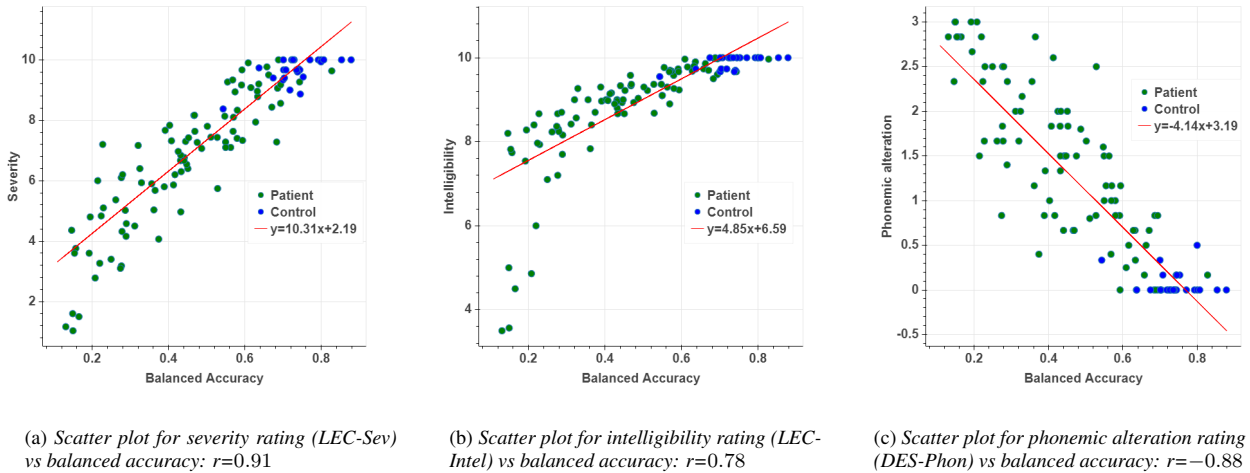 10
8
6
4
2
Severity
0.2 0.4 0.6 0.8
Balanced Accuracy
Patient
Control
y=10.31x+2.19
10
8
6
4
Intelligibility
0.2 0.4 0.6 0.8
Balanced Accuracy
Patient
Control
y=4.85x+6.59
3
2.5
2
1.5
1
0.5
0
-0.5
Phonemic alteration
0.2 0.4 0.6 0.8
Balanced Accuracy
Patient
Control
y=-4.14x+3.19
(a) Scatter plot for severity rating (LEC-Sev)
vs balanced accuracy: r=0.91
(b) Scatter plot for intelligibility rating (LEC-
Intel) vs balanced accuracy: r=0.78
(c) Scatter plot for phonemic alteration rating
(DES-Phon) vs balanced accuracy: r=−0.88